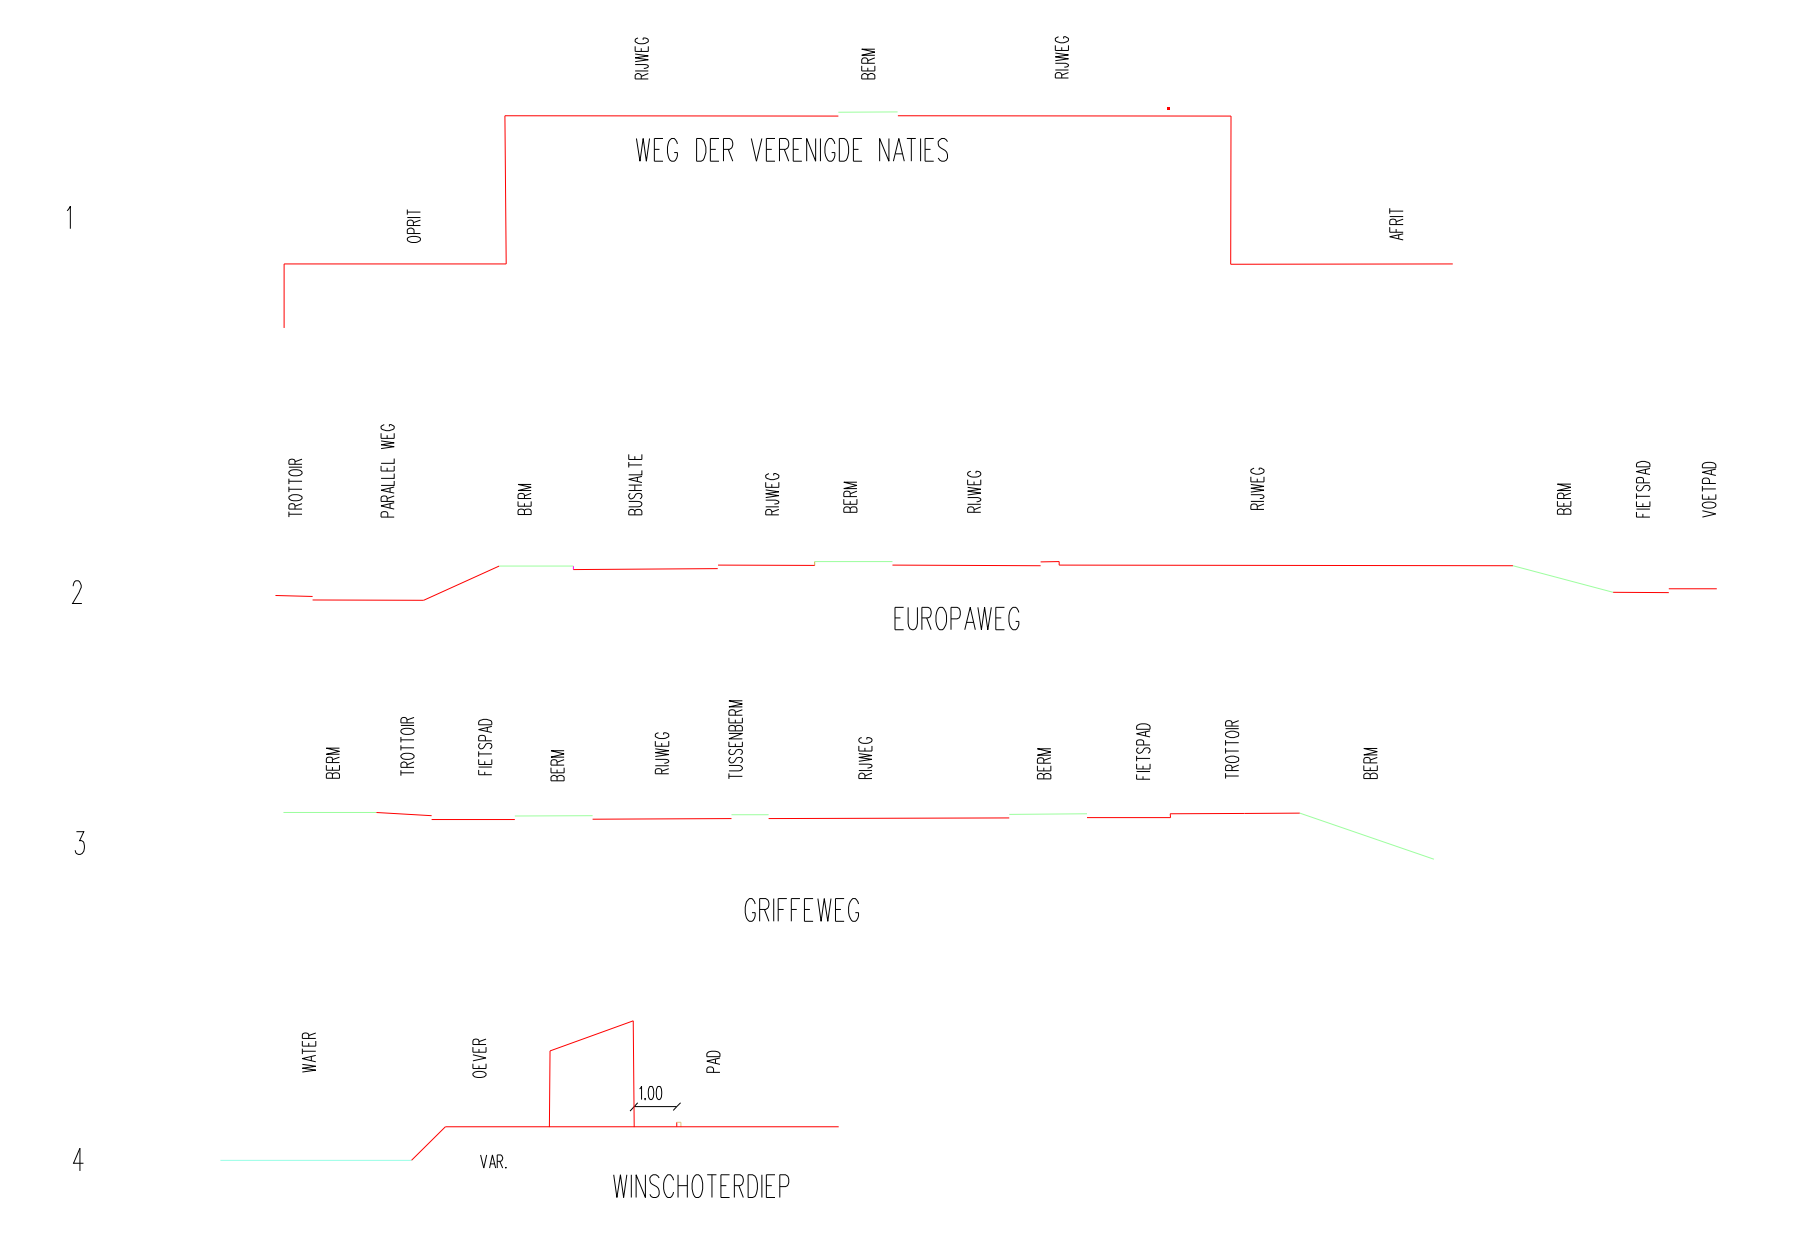 RIJWEG
BERM
RIJWEG
WEG DER VERENIGDE NATIES
1
OPRIT
AFRIT
TROTTOIR
PARALLEL WEG
BERM
BUSHALTE
RIJWEG
BERM
RIJWEG
RIJWEG
BERM
FIETSPAD
VOETPAD
2
EUROPAWEG
BERM
TROTTOIR
FIETSPAD
BERM
RIJWEG
TUSSENBERM
RIJWEG
BERM
FIETSPAD
TROTTOIR
BERM
3
GRIFFEWEG
WATER
OEVER
PAD
1.00
4
VAR.
WINSCHOTERDIEP